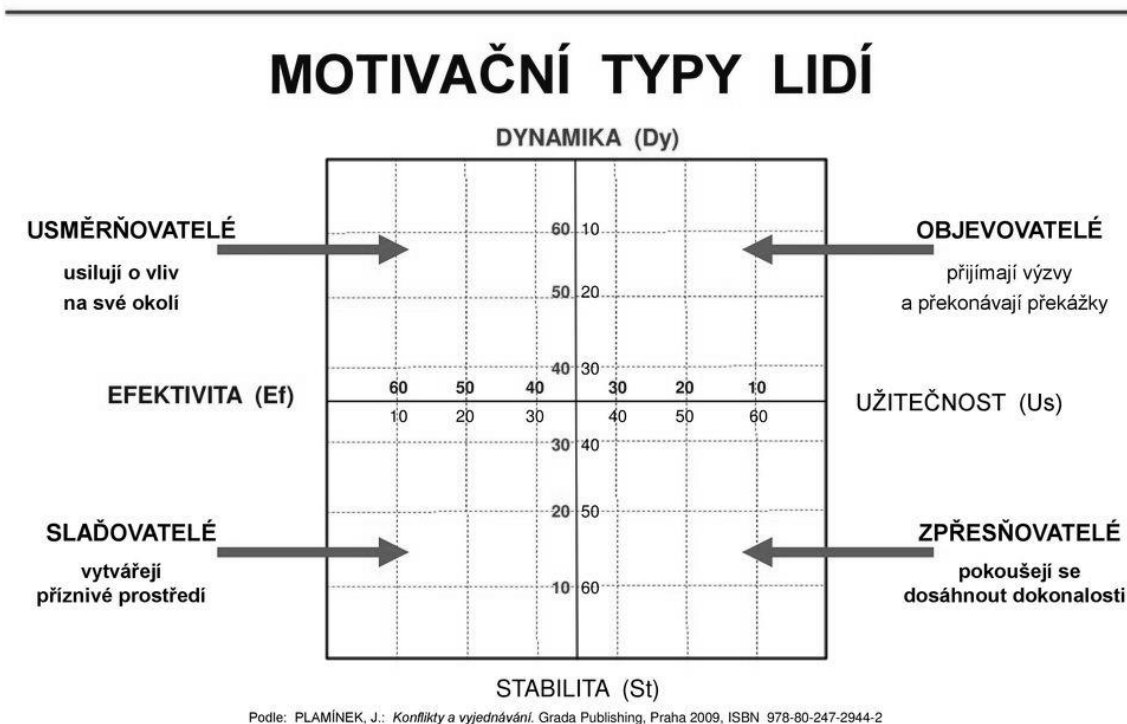 MOTIVAČNÍ TYPY LIDÍ
DYNAMIKA (Dy)
USMĚRŇOVATELÉ
usilují o vliv
na své okolí
OBJEVOVATELÉ
přijímají výzvy
a překonávají překážky
60 10
50 20
40 30
EFEKTIVITA (Ef)
60 50 40 30 20 10
10 20 30 40 50 60
UŽITEČNOST (Us)
30 40
20 50
10 60
SLAĎOVATELÉ
vytvářejí
příznivé prostředí
ZPŘESŇOVATELÉ
pokoušejí se
dosáhnout dokonalosti
STABILITA (St)
Podle: PLAMÍNEK, J.: Konflikty a vyjednávání. Grada Publishing, Praha 2009, ISBN 978-80-247-2944-2